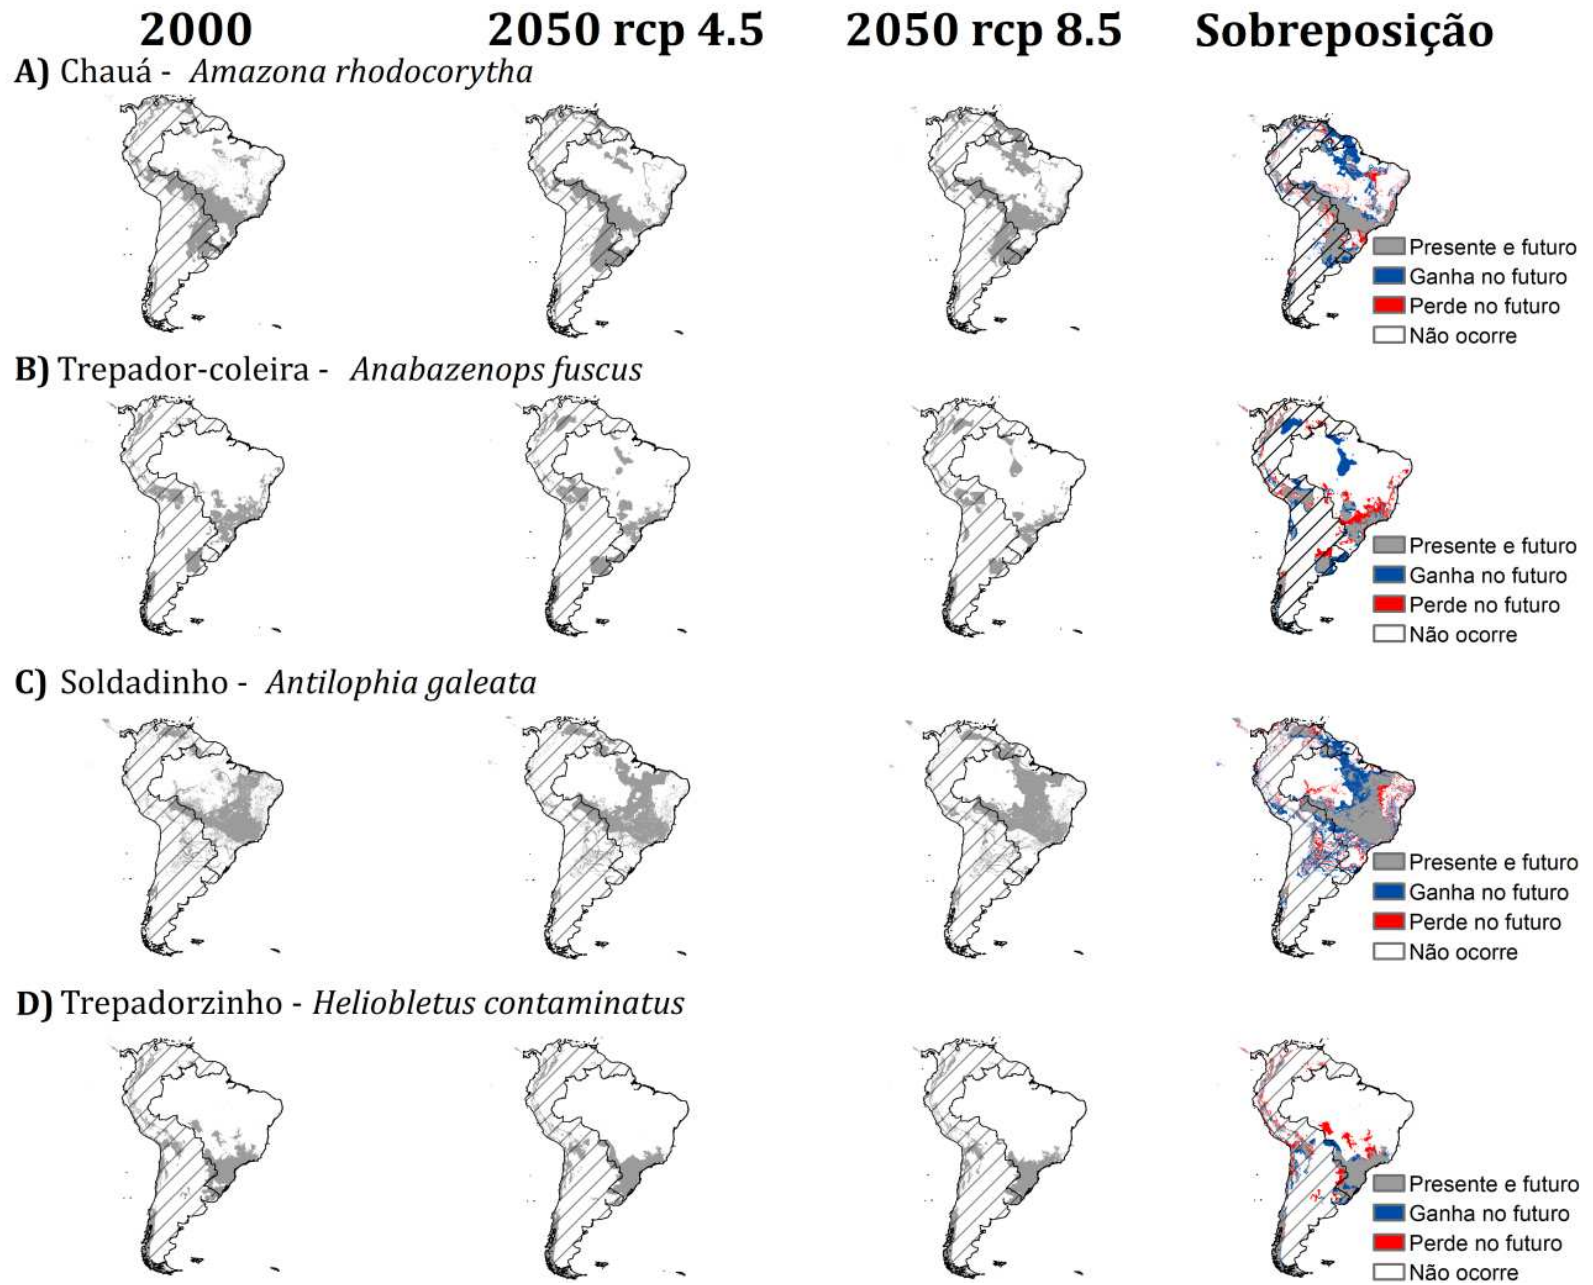 2000 2050 rcp 4.5 2050 rcp 8.5 Sobreposição
A) Chauá - Amazona rhodocorytha
Presente e futuro
Ganha no futuro
Perde no futuro
Não ocorre
B) Trepador-coleira - Anabazenops fuscus
Presente e futuro
Ganha no futuro
Perde no futuro
Não ocorre
C) Soldadinho - Antilophia galeata
Presente e futuro
Ganha no futuro
Perde no futuro
Não ocorre
D) Trepadorzinho - Heliobletus contaminatus
Presente e futuro
Ganha no futuro
Perde no futuro
Não ocorre